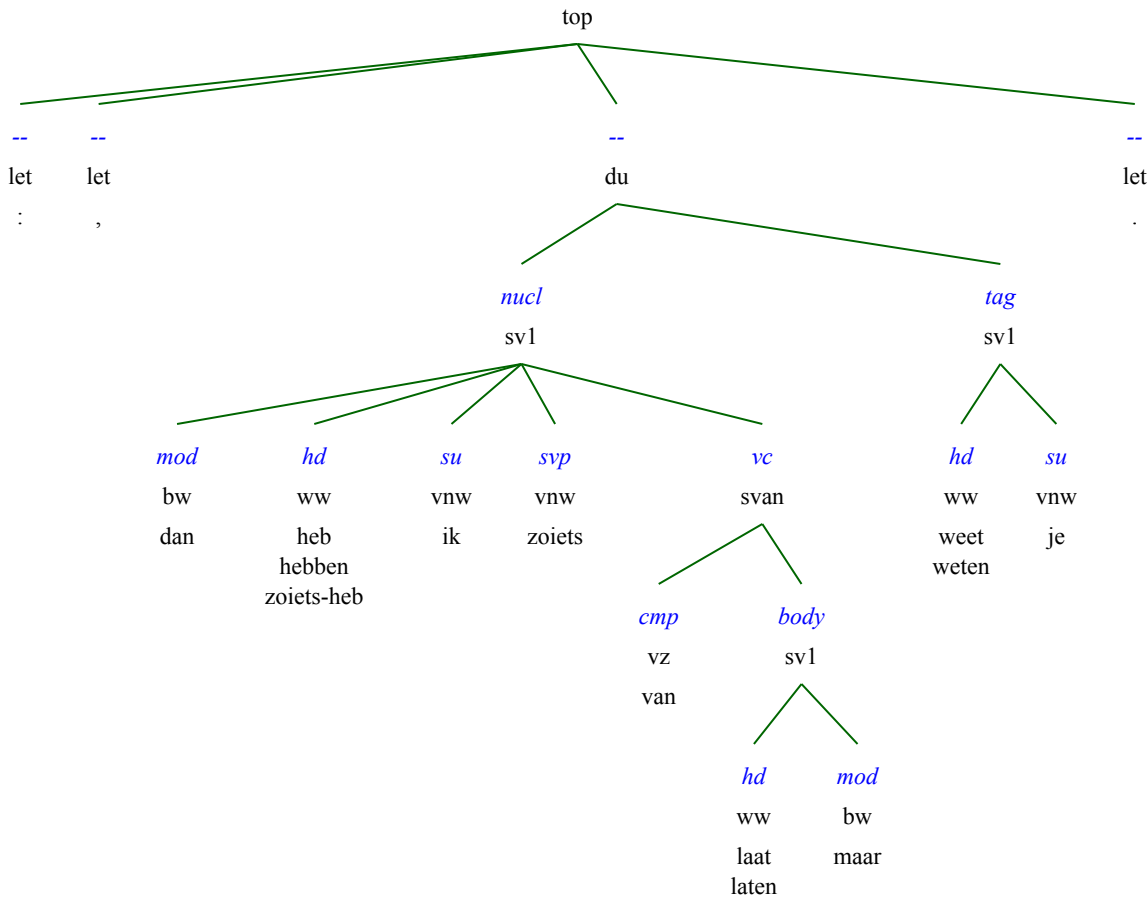 top
-- -- -- --
let let du let
: , .
nucl tag
sv1 sv1
mod hd su svp vc hd su
bw ww vnw vnw svan ww vnw
dan heb ik zoiets weet je
hebben weten
zoiets-heb
cmp body
vz sv1
van
hd mod
ww bw
laat maar
laten